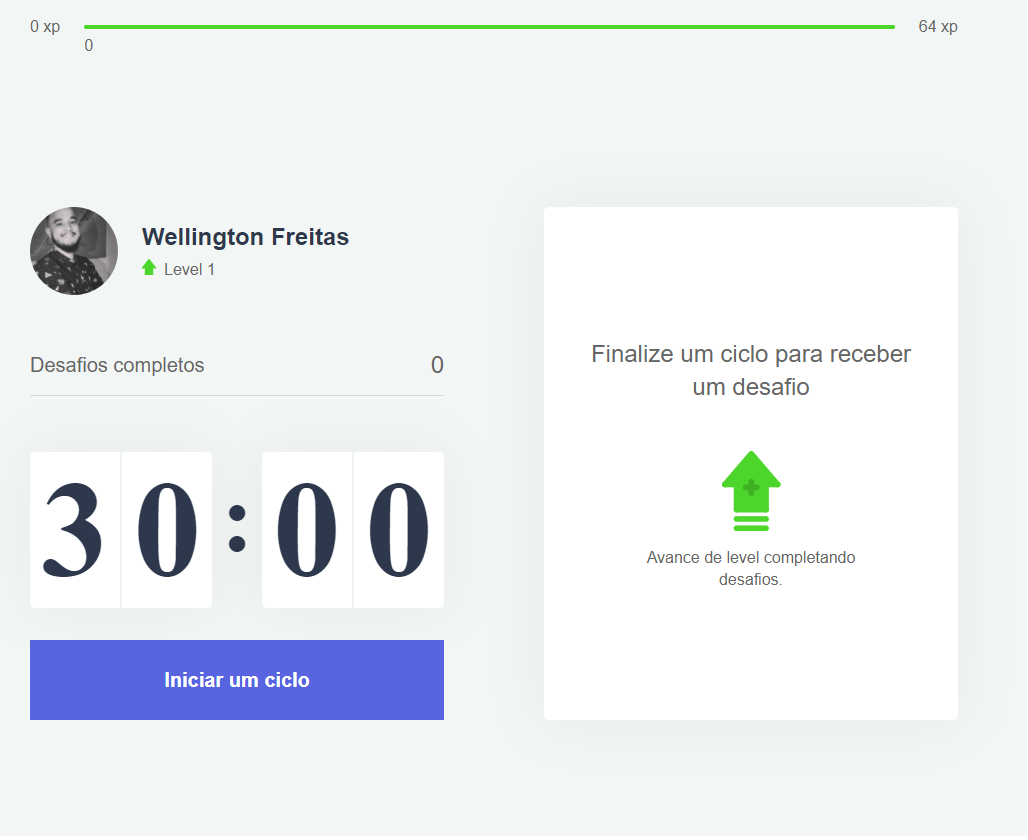 0 xp
64 xp
0
Wellington Freitas
Level 1
Desafios completos
0
30:00
Iniciar um ciclo
Finalize um ciclo para receber
um desafio
Avance de level completando
desafios.